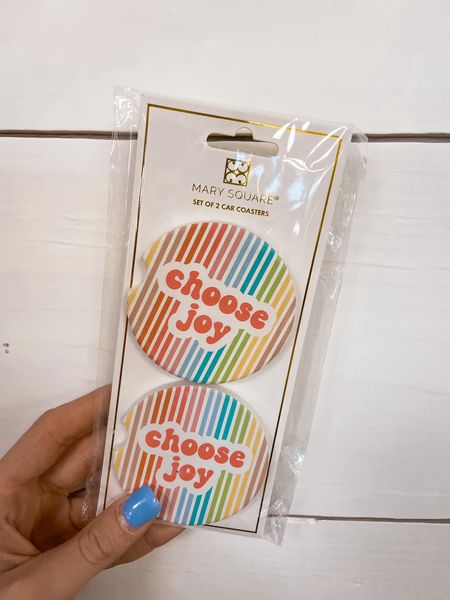 MARY SQUARE®
SET OF 2 CAR COASTERS
choose
joy
choose
joy